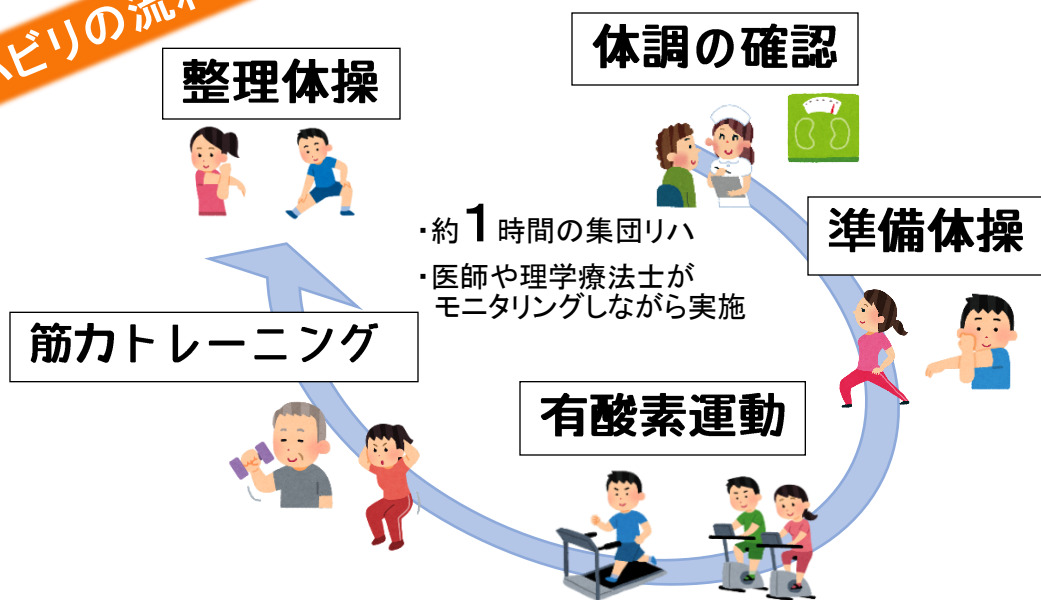 ビリの流れ
体調の確認
準備体操
有酸素運動
筋力トレーニング
整理体操
・約1時間の集団リハ
・医師や理学療法士が
モニタリングしながら実施